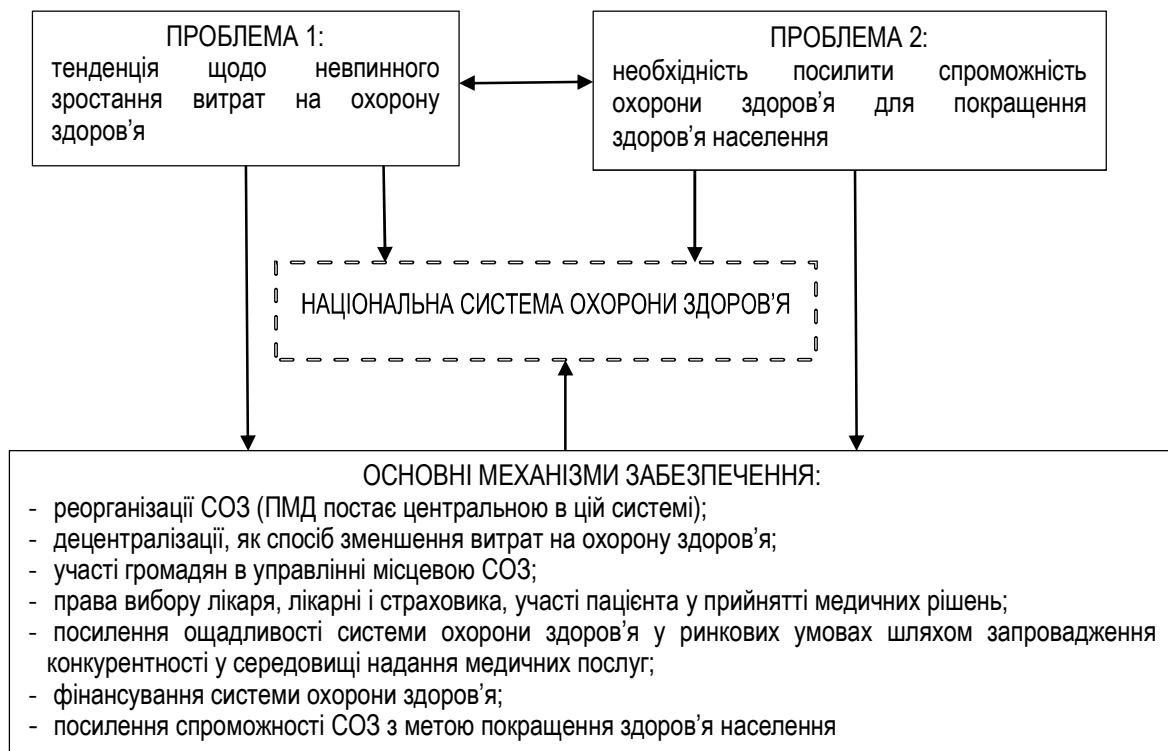 ПРОБЛЕМА 1:
тенденція щодо невпинного
зростання витрат на охорону
здоров’я
ПРОБЛЕМА 2:
необхідність посилити спроможність
охорони здоров’я для покращення
здоров’я населення
НАЦІОНАЛЬНА СИСТЕМА ОХОРОНИ ЗДОРОВ’Я
ОСНОВНІ МЕХАНІЗМИ ЗАБЕЗПЕЧЕННЯ:
- реорганізації СОЗ (ПМД постає центральною в цій системі);
- децентралізації, як спосіб зменшення витрат на охорону здоров’я;
- участі громадян в управлінні місцевою СОЗ;
- права вибору лікаря, лікарні і страховика, участі пацієнта у прийнятті медичних рішень;
- посилення ощадливості системи охорони здоров’я у ринкових умовах шляхом запровадження
конкурентності у середовищі надання медичних послуг;
- фінансування системи охорони здоров’я;
- посилення спроможності СОЗ з метою покращення здоров’я населення